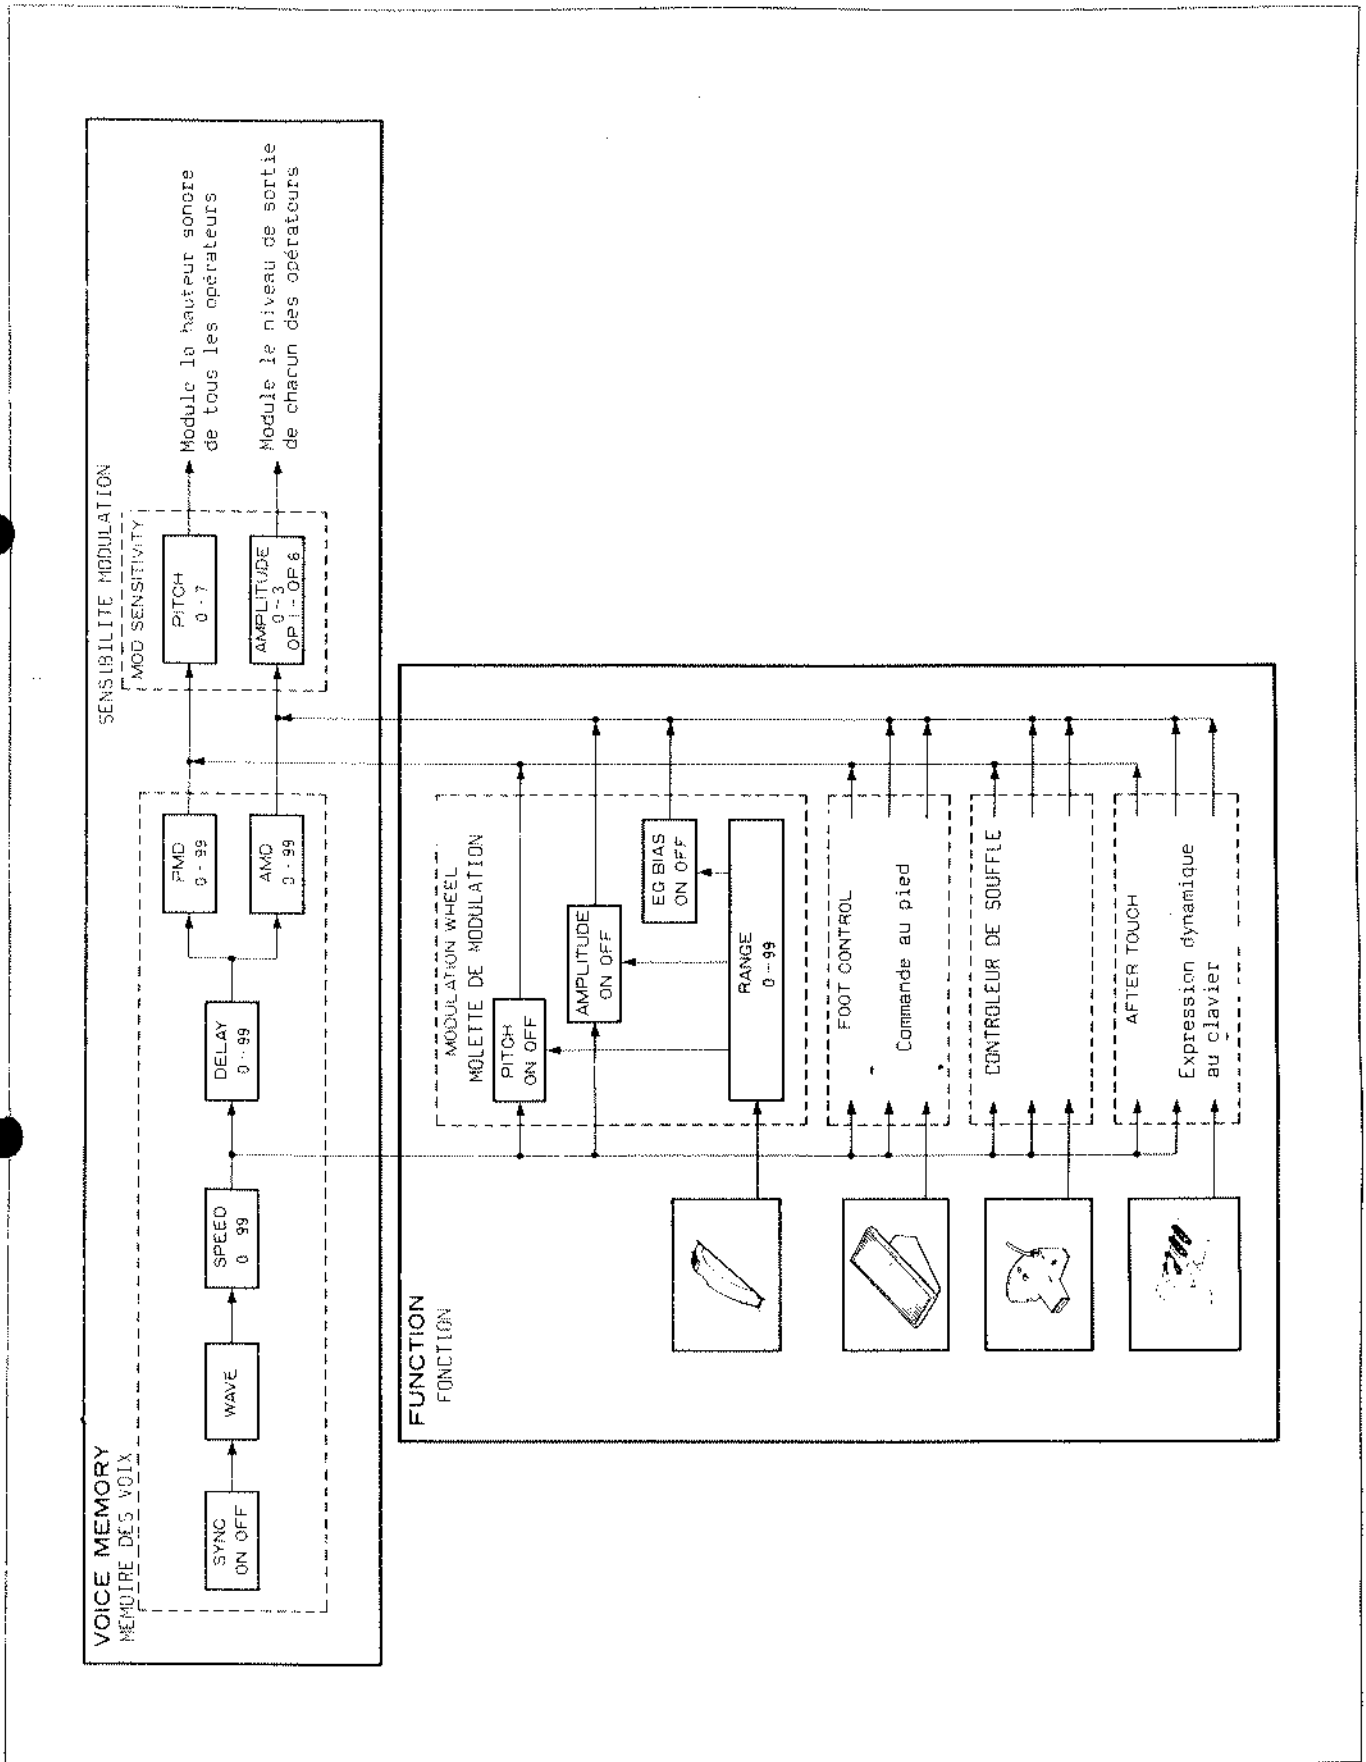 VOICE MEMORY
MEMOIRE DES VOIX
SYNC
ON OFF
WAVE
SPEED
0 99
DELAY
0-99
PMD
0-99
AMD
0-99
SENSIBILITE MODULATION
MOD SENSITIVITY
PITCH
0-7
AMPLITUDE
0-3
OP 1-OP 6
Module la hauteur sonore
de tous les opérateurs
Module le niveau de sortie
de chacun des opérateurs
FUNCTION
FONCTION
MODULATION WHEEL
MOLETTE DE MODULATION
PITCH
ON OFF
AMPLITUDE
ON OFF
EG BIAS
ON OFF
RANGE
0-99
FOOT CONTROL
Commande au pied
CONTROLEUR DE SOUFFLE
AFTER TOUCH
Expression dynamique
au clavier